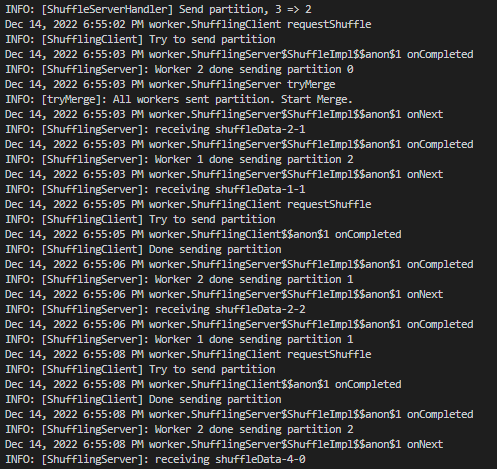 INFO: [ShuffleServerHandler] Send partition, 3 => 2
Dec 14, 2022 6:55:02 PM worker.ShufflingClient requestShuffle
INFO: [ShufflingClient] Try to send partition
Dec 14, 2022 6:55:03 PM worker.ShufflingServer$ShuffleImpl$$anon$1 onCompleted
INFO: [ShufflingServer]: Worker 2 done sending partition 0
Dec 14, 2022 6:55:03 PM worker.ShufflingServer tryMerge
INFO: [tryMerge]: All workers sent partition. Start Merge.
Dec 14, 2022 6:55:03 PM worker.ShufflingServer$ShuffleImpl$$anon$1 onNext
INFO: [ShufflingServer]: receiving shuffleData-2-1
Dec 14, 2022 6:55:03 PM worker.ShufflingServer$ShuffleImpl$$anon$1 onCompleted
INFO: [ShufflingServer]: Worker 1 done sending partition 2
Dec 14, 2022 6:55:03 PM worker.ShufflingServer$ShuffleImpl$$anon$1 onNext
INFO: [ShufflingServer]: receiving shuffleData-1-1
Dec 14, 2022 6:55:05 PM worker.ShufflingClient requestShuffle
INFO: [ShufflingClient] Try to send partition
Dec 14, 2022 6:55:05 PM worker.ShufflingClient$$anon$1 onCompleted
INFO: [ShufflingClient] Done sending partition
Dec 14, 2022 6:55:06 PM worker.ShufflingServer$ShuffleImpl$$anon$1 onCompleted
INFO: [ShufflingServer]: Worker 2 done sending partition 1
Dec 14, 2022 6:55:06 PM worker.ShufflingServer$ShuffleImpl$$anon$1 onNext
INFO: [ShufflingServer]: receiving shuffleData-2-2
Dec 14, 2022 6:55:06 PM worker.ShufflingServer$ShuffleImpl$$anon$1 onCompleted
INFO: [ShufflingServer]: Worker 1 done sending partition 1
Dec 14, 2022 6:55:08 PM worker.ShufflingClient requestShuffle
INFO: [ShufflingClient] Try to send partition
Dec 14, 2022 6:55:08 PM worker.ShufflingClient$$anon$1 onCompleted
INFO: [ShufflingClient] Done sending partition
Dec 14, 2022 6:55:08 PM worker.ShufflingServer$ShuffleImpl$$anon$1 onCompleted
INFO: [ShufflingServer]: Worker 2 done sending partition 2
Dec 14, 2022 6:55:08 PM worker.ShufflingServer$ShuffleImpl$$anon$1 onNext
INFO: [ShufflingServer]: receiving shuffleData-4-0